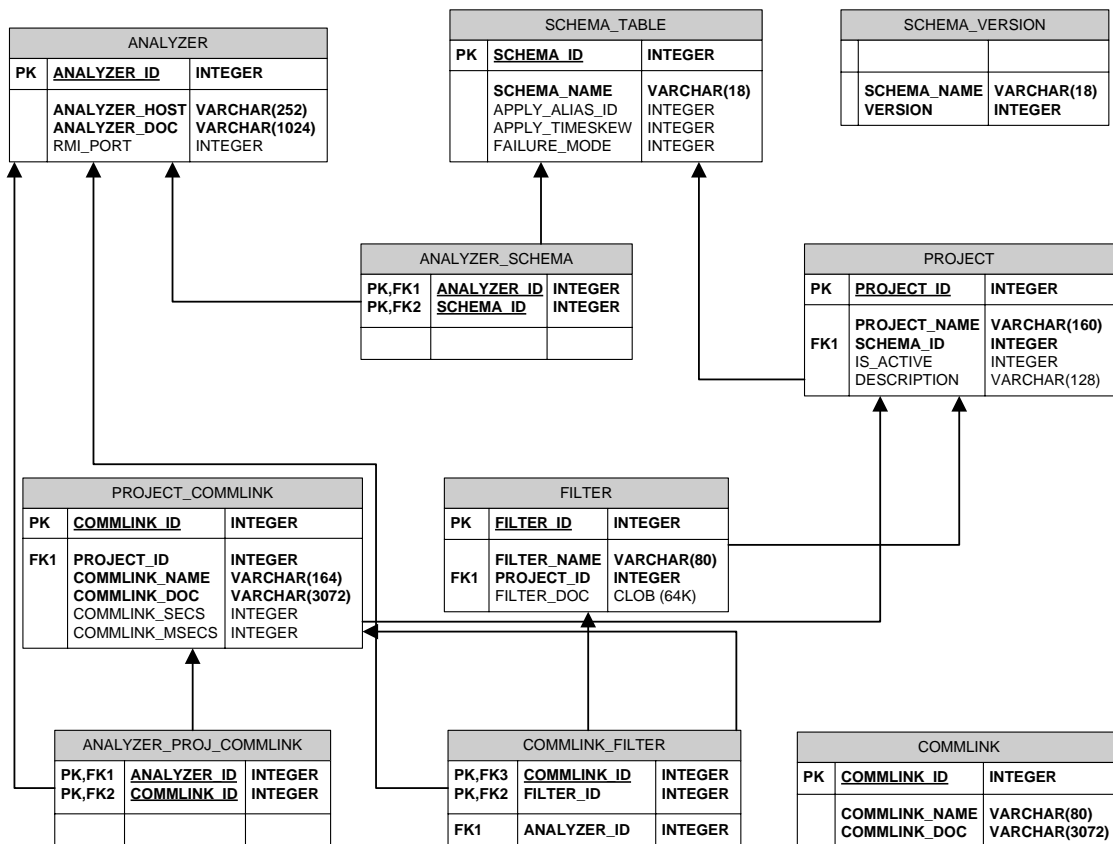 ANALYZER
PK ANALYZER_ID INTEGER
ANALYZER_HOST VARCHAR(252)
ANALYZER_DOC VARCHAR(1024)
RMI_PORT INTEGER
SCHEMA_TABLE
PK SCHEMA_ID INTEGER
SCHEMA_NAME VARCHAR(18)
APPLY_ALIAS_ID INTEGER
APPLY_TIMESKEW INTEGER
FAILURE_MODE INTEGER
SCHEMA_VERSION
SCHEMA_NAME VARCHAR(18)
VERSION INTEGER
ANALYZER_SCHEMA
PK,FK1 ANALYZER_ID INTEGER
PK,FK2 SCHEMA_ID INTEGER
PROJECT
PK PROJECT_ID INTEGER
PROJECT_NAME VARCHAR(160)
FK1 SCHEMA_ID INTEGER
IS_ACTIVE INTEGER
DESCRIPTION VARCHAR(128)
PROJECT_COMMLINK
PK COMMLINK_ID INTEGER
FK1 PROJECT_ID INTEGER
COMMLINK_NAME VARCHAR(164)
COMMLINK_DOC VARCHAR(3072)
COMMLINK_SECS INTEGER
COMMLINK_MSECS INTEGER
FILTER
PK FILTER_ID INTEGER
FILTER_NAME VARCHAR(80)
FK1 PROJECT_ID INTEGER
FILTER_DOC CLOB (64K)
ANALYZER_PROJ_COMMLINK
PK,FK1 ANALYZER_ID INTEGER
PK,FK2 COMMLINK_ID INTEGER
COMMLINK_FILTER
PK,FK3 COMMLINK_ID INTEGER
PK,FK2 FILTER_ID INTEGER
FK1 ANALYZER_ID INTEGER
COMMLINK
PK COMMLINK_ID INTEGER
COMMLINK_NAME VARCHAR(80)
COMMLINK_DOC VARCHAR(3072)